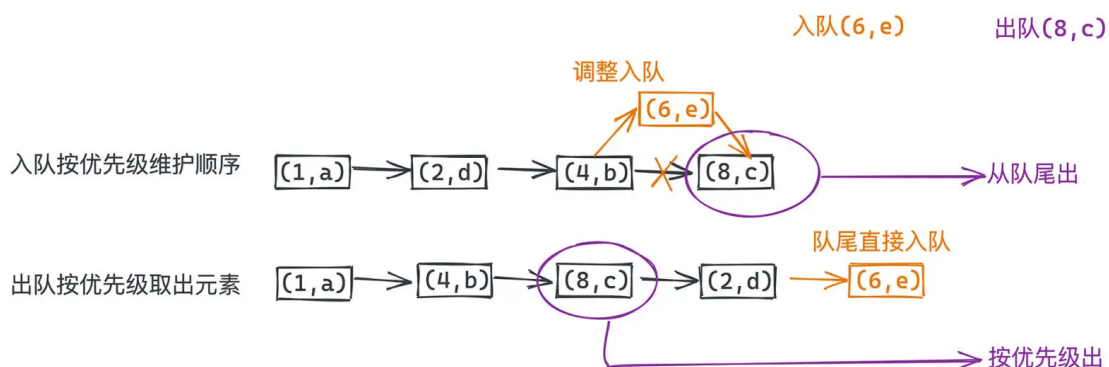 入队(6,e) 出队(8,c)
调整入队
(6,e)
入队按优先级维护顺序 (1,a) (2,d) (4,b) (8,c) 从队尾出
队尾直接入队
出队按优先级取出元素 (1,a) (4,b) (8,c) (2,d) (6,e)
按优先级出